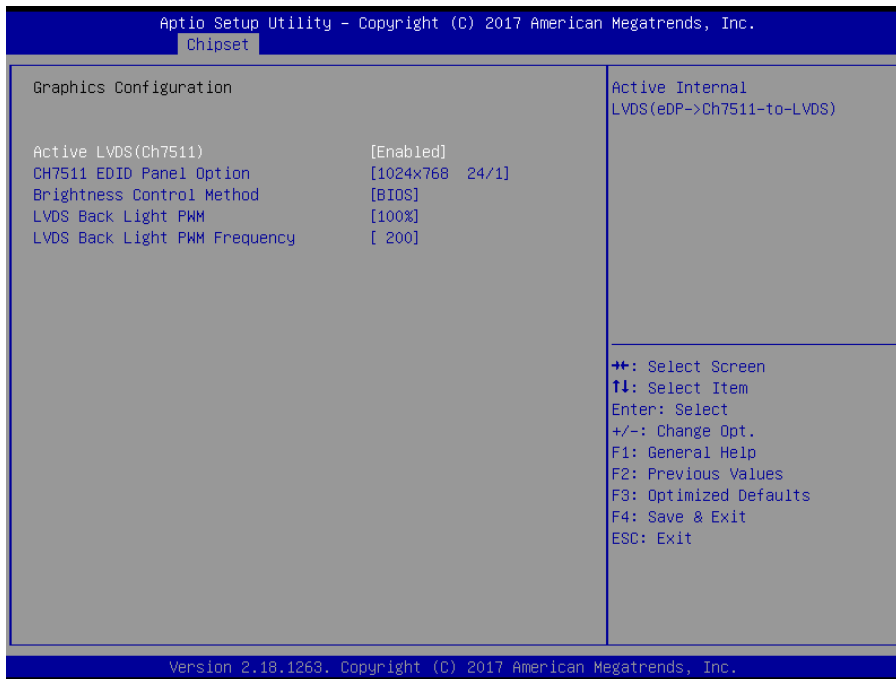 Aptio Setup Utility – Copyright (C) 2017 American Megatrends, Inc.
Chipset
Graphics Configuration
Active LVDS(Ch7511) [Enabled]
CH7511 EDID Panel Option [1024x768 24/1]
Brightness Control Method [BIOS]
LVDS Back Light PWM [100%]
LVDS Back Light PWM Frequency [ 200]
Active Internal
LVDS(eDP->Ch7511-to-LVDS)
→←: Select Screen
↑↓: Select Item
Enter: Select
+/-: Change Opt.
F1: General Help
F2: Previous Values
F3: Optimized Defaults
F4: Save & Exit
ESC: Exit
Version 2.18.1263. Copyright (C) 2017 American Megatrends, Inc.